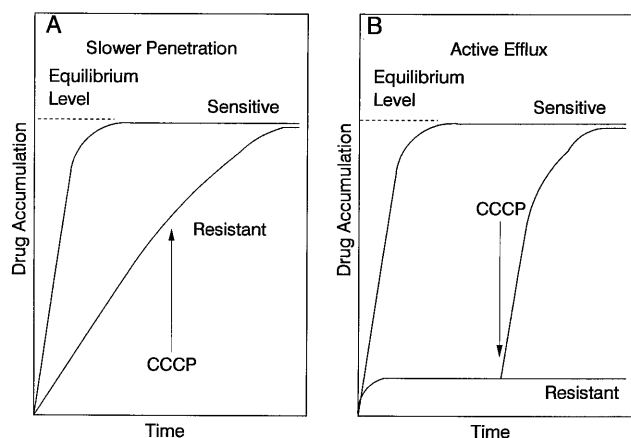 A
Slower Penetration
Equilibrium
Level
Sensitive
Resistant
CCCP
Drug Accumulation
Time
B
Active Efflux
Equilibrium
Level
Sensitive
CCCP
Resistant
Drug Accumulation
Time